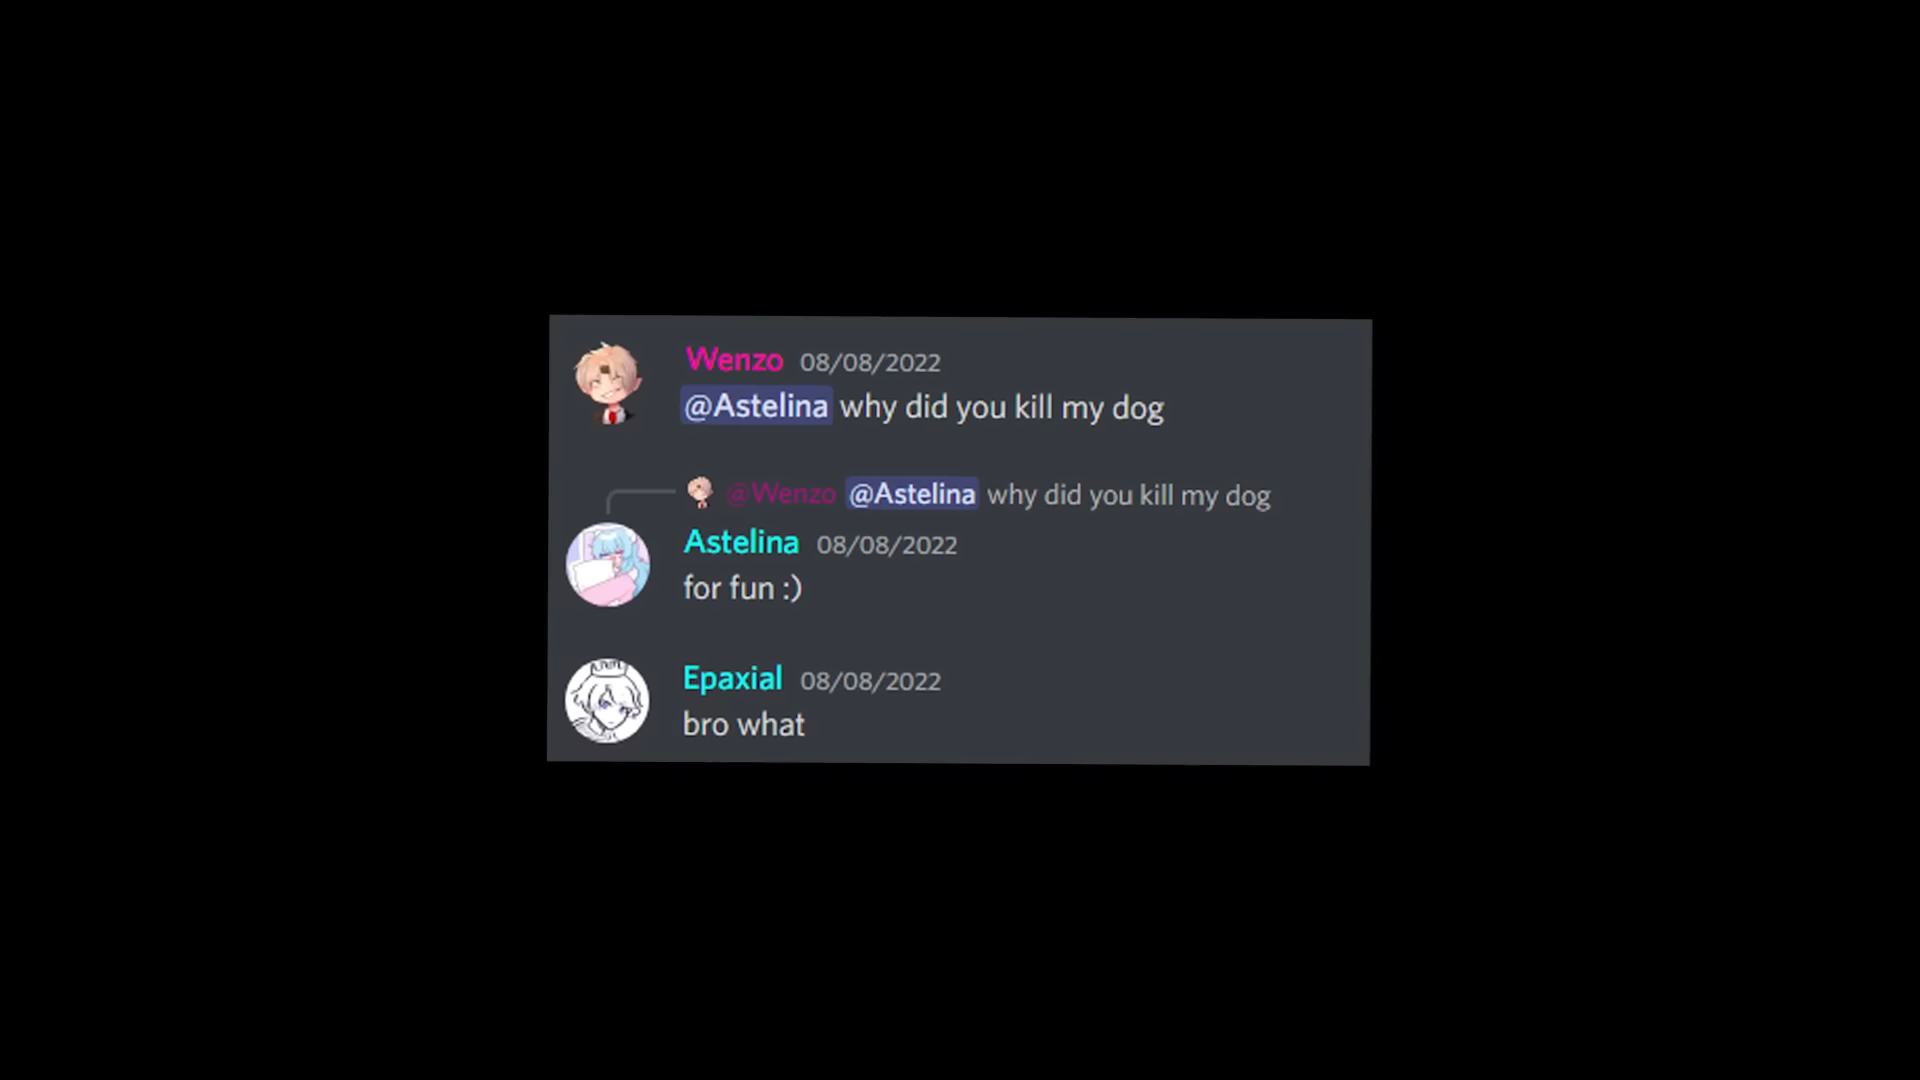 Wenzo 08/08/2022
@Astelina why did you kill my dog
@Wenzo @Astelina why did you kill my dog
Astelina 08/08/2022
for fun :)
Epaxial 08/08/2022
bro what